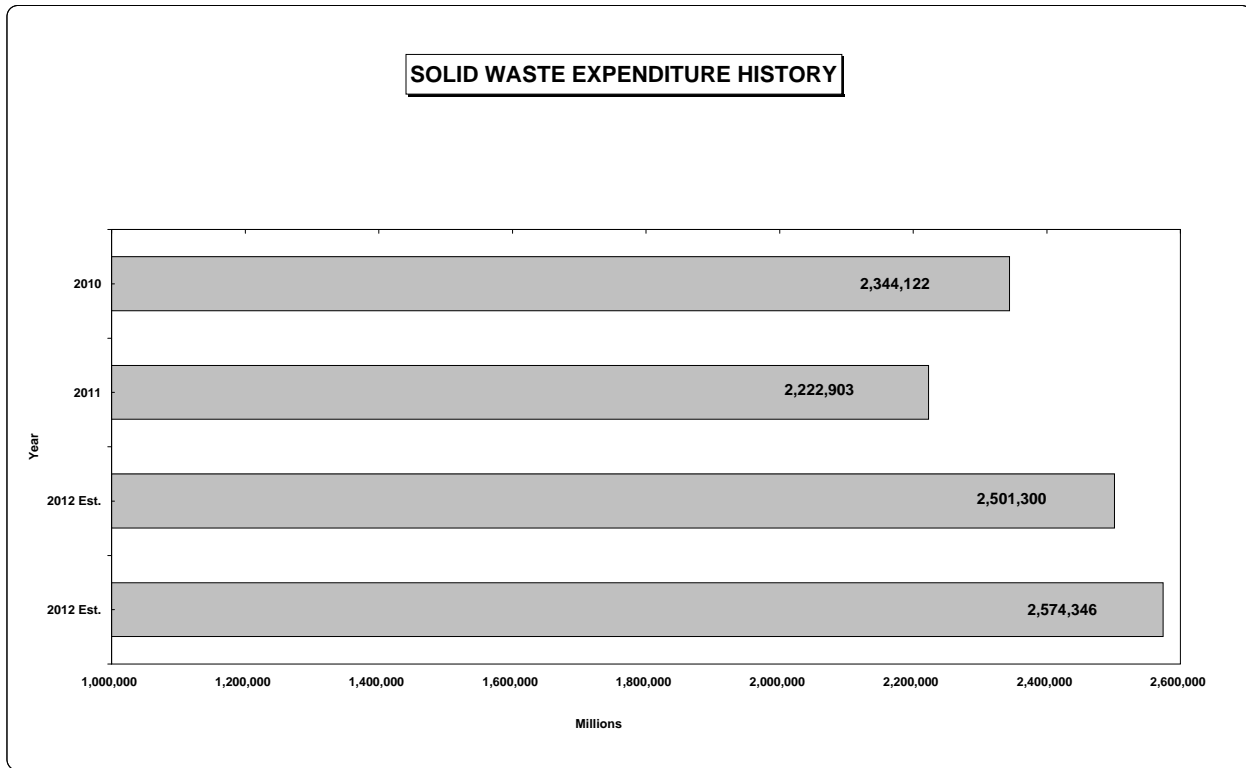 SOLID WASTE EXPENDITURE HISTORY
2010
2,344,122
2011
2,222,903
Year
2012 Est.
2,501,300
2012 Est.
2,574,346
1,000,000 1,200,000 1,400,000 1,600,000 1,800,000 2,000,000 2,200,000 2,400,000 2,600,000
Millions